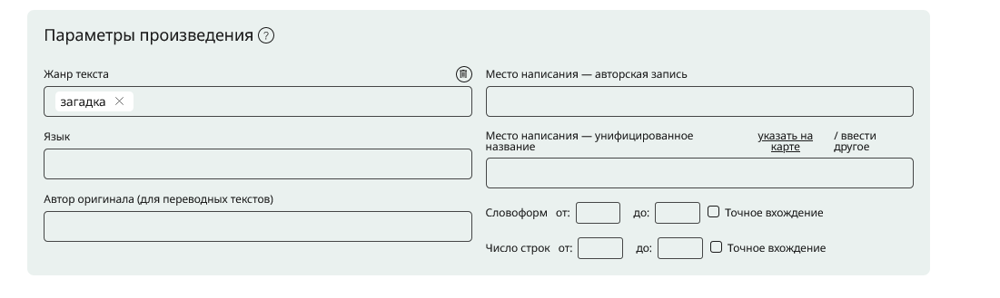 Параметры произведения ?
Жанр текста
загадка
Язык
Автор оригинала (для переводных текстов)
Место написания — авторская запись
Место написания — унифицированное
название
указать на
карте
/ ввести
другое
Словоформ от: до: Точное вхождение
Число строк от: до: Точное вхождение